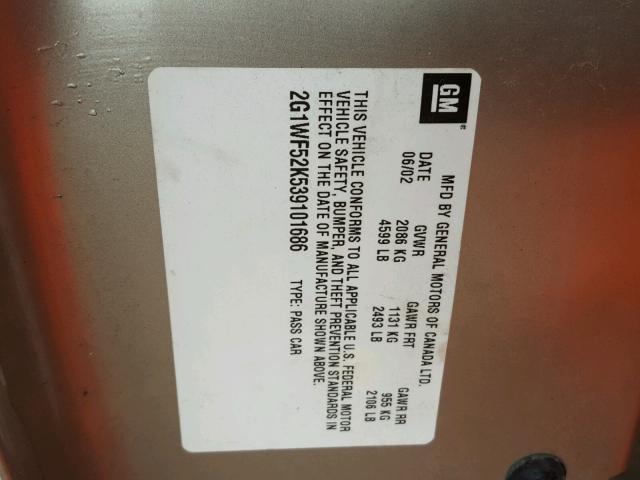 GM
MFD BY GENERAL MOTORS OF CANADA LTD.
DATE GVWR GAWR FRT GAWR RR
06/02 2086 KG 1131 KG 955 KG
4599 LB 2493 LB 2106 LB
THIS VEHICLE CONFORMS TO ALL APPLICABLE U.S. FEDERAL MOTOR
VEHICLE SAFETY, BUMPER, AND THEFT PREVENTION STANDARDS IN
EFFECT ON THE DATE OF MANUFACTURE SHOWN ABOVE.
2G1WF52K539101686 TYPE: PASS CAR